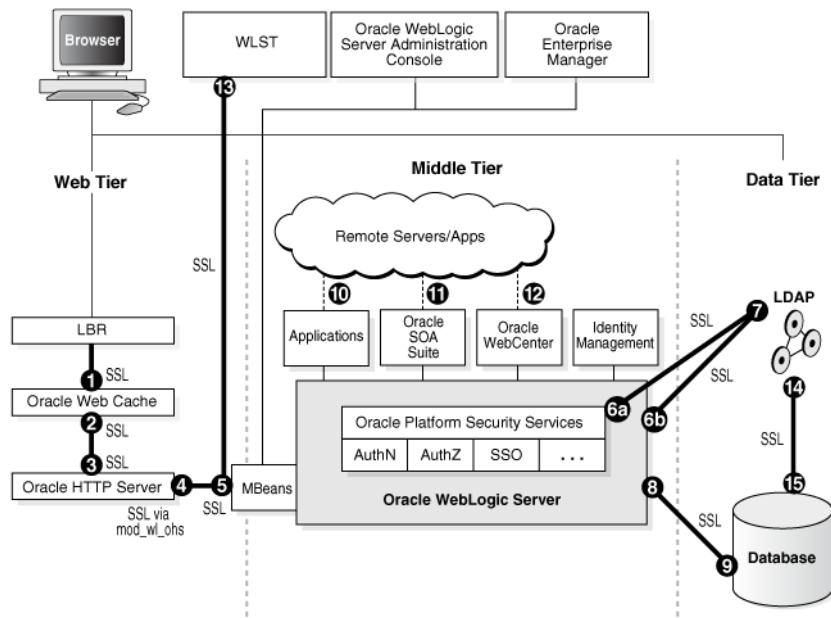 Browser
WLST
Oracle WebLogic
Server Administration
Console
Oracle
Enterprise
Manager
13
Web Tier
Middle Tier
Data Tier
Remote Servers/Apps
SSL
10
11
12
LBR
Applications
Oracle
SOA
Suite
Oracle
WebCenter
Identity
Management
SSL
7
LDAP
SSL
1
SSL
Oracle Web Cache
2
SSL
3
SSL
Oracle HTTP Server
4
5
SSL via
mod_wl_ohs
SSL
MBeans
6a
6b
Oracle Platform Security Services
AuthN
AuthZ
SSO
...
Oracle WebLogic Server
8
SSL
9
14
SSL
15
Database